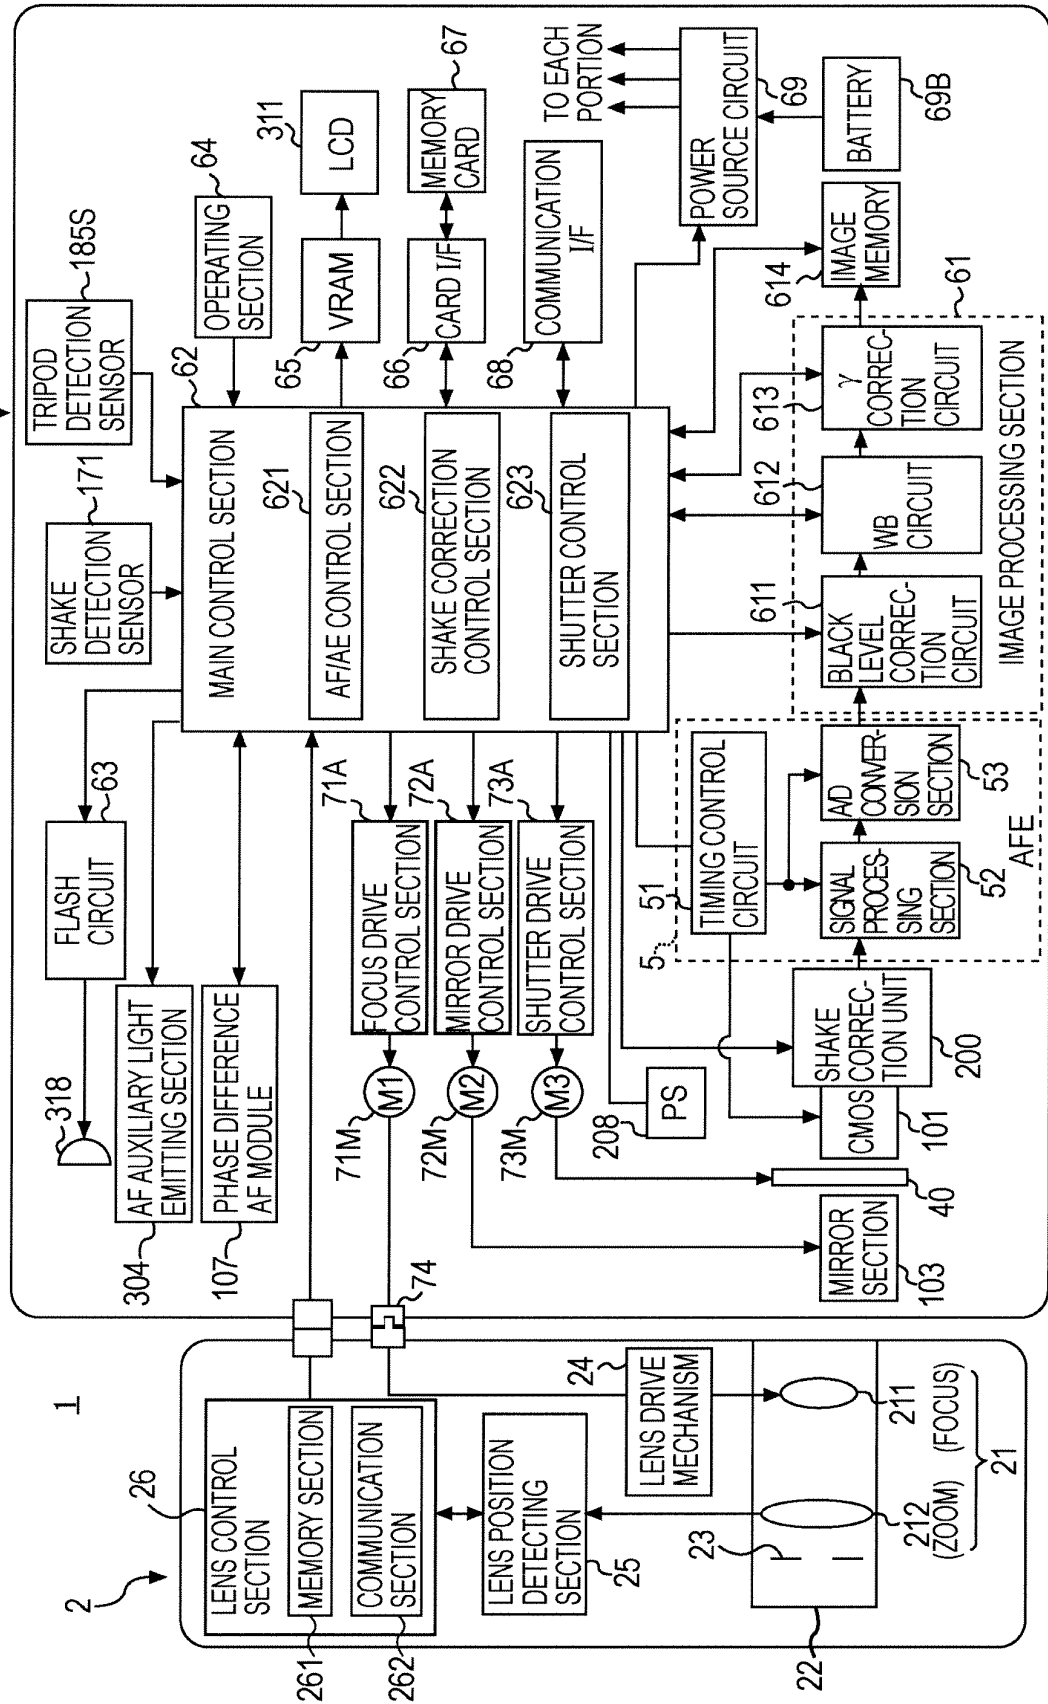 1
2
LENS CONTROL
SECTION
26
MEMORY SECTION
261
COMMUNICATION
SECTION
262
LENS POSITION
DETECTING
SECTION
25
LENS DRIVE
MECHANISM
24
22
23
212
(ZOOM)
211
(FOCUS)
21
74
318
FLASH
CIRCUIT
63
AF AUXILIARY LIGHT
EMITTING SECTION
304
PHASE DIFFERENCE
AF MODULE
107
SHAKE
DETECTION
SENSOR
171
TRIPOD
DETECTION
SENSOR
185S
MAIN CONTROL SECTION
62
AF/AE CONTROL SECTION
621
SHAKE CORRECTION
CONTROL SECTION
622
SHUTTER CONTROL
SECTION
623
OPERATING
SECTION
64
VRAM
65
LCD
311
CARD I/F
66
MEMORY
CARD
67
COMMUNICATION
I/F
68
TO EACH
PORTION
POWER
SOURCE CIRCUIT
69
BATTERY
69B
M1
71M
FOCUS DRIVE
CONTROL SECTION
71A
M2
72M
MIRROR DRIVE
CONTROL SECTION
72A
M3
73M
SHUTTER DRIVE
CONTROL SECTION
73A
PS
208
MIRROR
SECTION
103
40
CMOS
101
SHAKE
CORREC-
TION UNIT
200
5
TIMING CONTROL
CIRCUIT
51
SIGNAL
PROCES-
SING
SECTION
52
A/D
CONVER-
SION
SECTION
53
AFE
BLACK
LEVEL
CORREC-
TION
CIRCUIT
611
WB
CIRCUIT
612
γ
CORREC-
TION
CIRCUIT
613
IMAGE PROCESSING SECTION
61
IMAGE
MEMORY
614